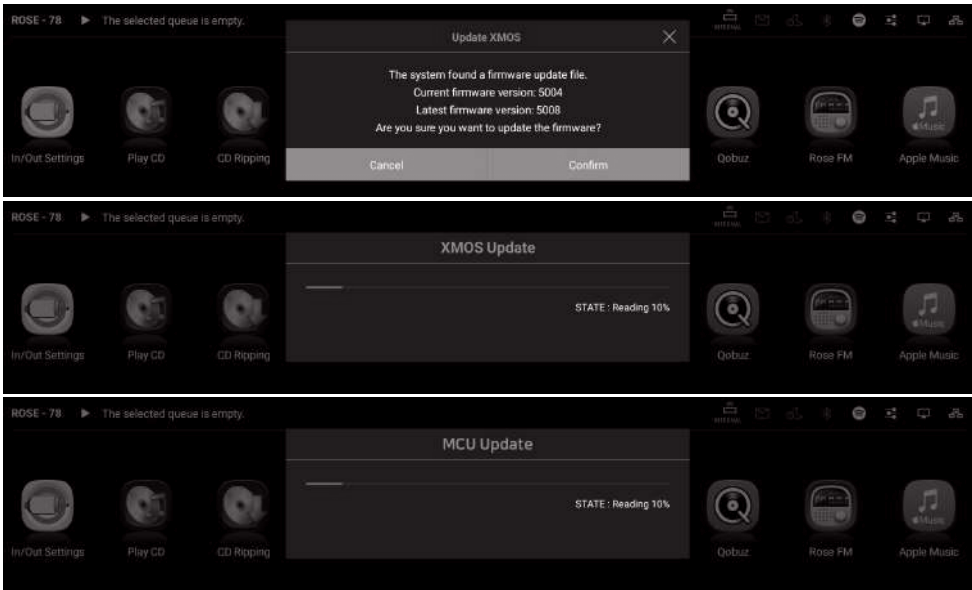 ROSE - 78 ▶ The selected queue is empty.
Update XMOS
The system found a firmware update file.
Current firmware version: 5004
Latest firmware version: 5008
Are you sure you want to update the firmware?
Cancel Confirm
In/Out Settings Play CD CD Ripping Qobuz Rose FM Apple Music
ROSE - 78 ▶ The selected queue is empty.
XMOS Update
STATE : Reading 10%
In/Out Settings Play CD CD Ripping Qobuz Rose FM Apple Music
ROSE - 78 ▶ The selected queue is empty.
MCU Update
STATE : Reading 10%
In/Out Settings Play CD CD Ripping Qobuz Rose FM Apple Music